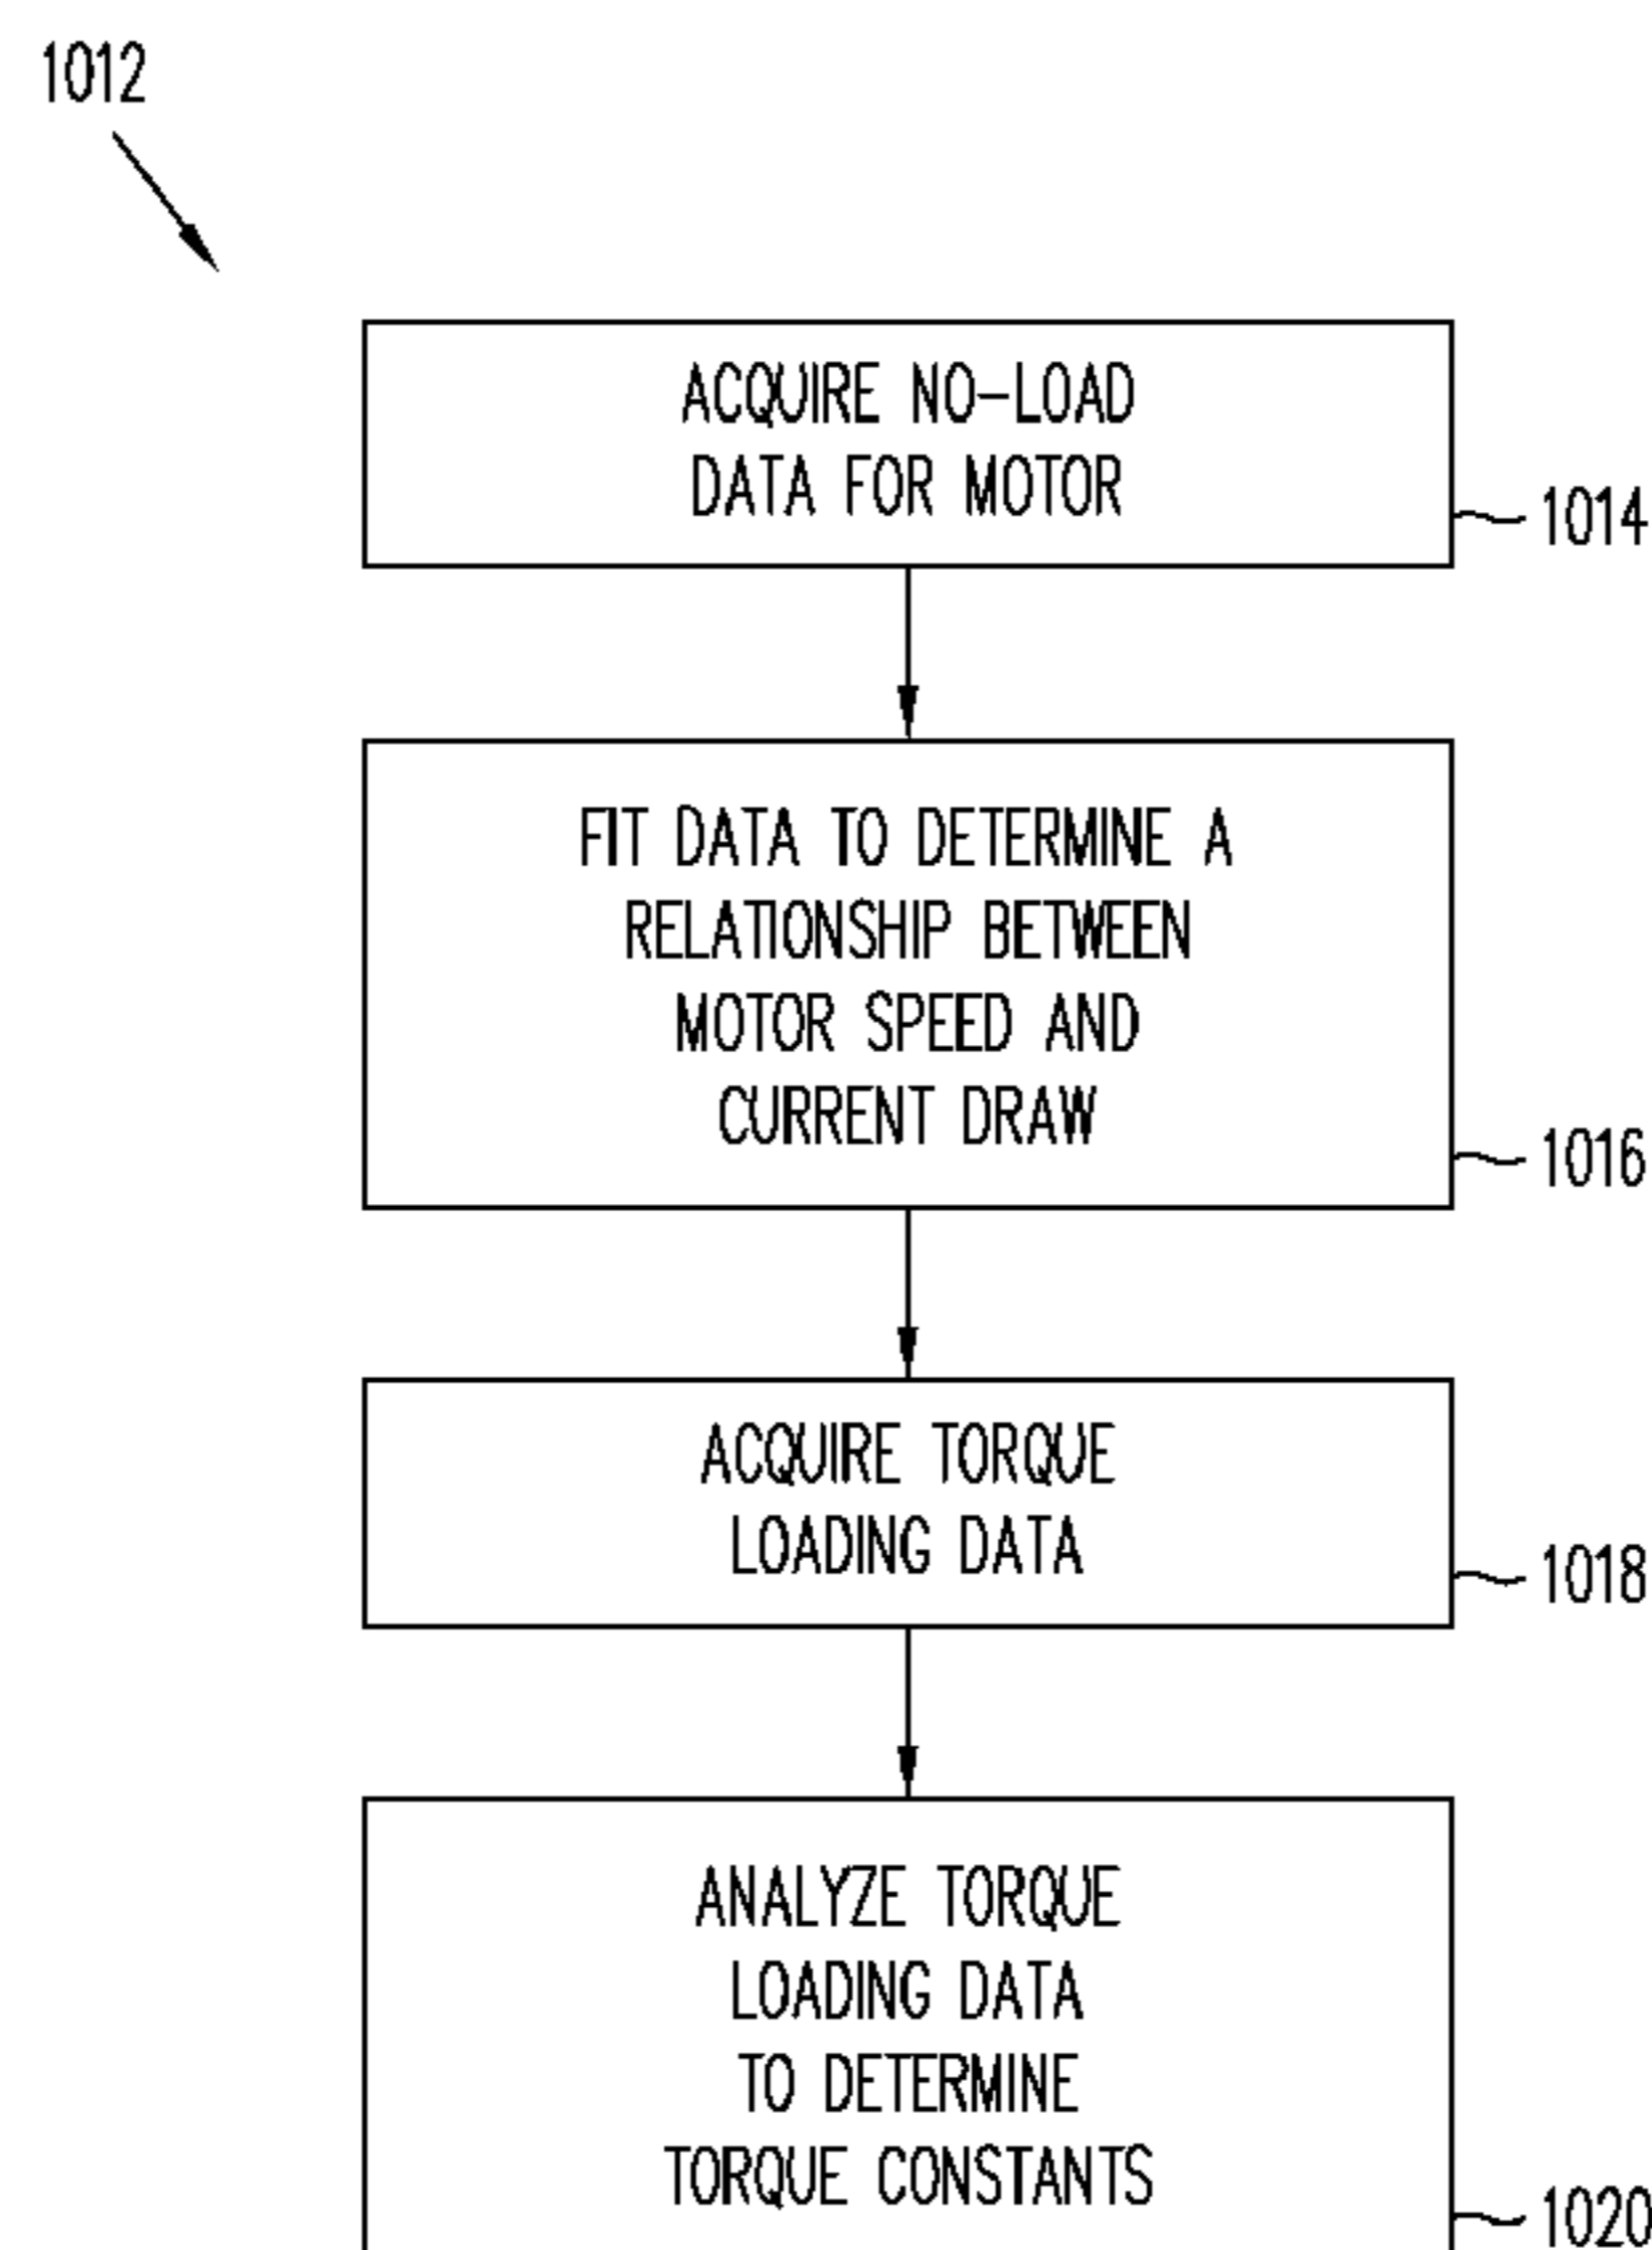 1012
ACQUIRE NO-LOAD
DATA FOR MOTOR
1014
FIT DATA TO DETERMINE A
RELATIONSHIP BETWEEN
MOTOR SPEED AND
CURRENT DRAW
1016
ACQUIRE TORQUE
LOADING DATA
1018
ANALYZE TORQUE
LOADING DATA
TO DETERMINE
TORQUE CONSTANTS
1020